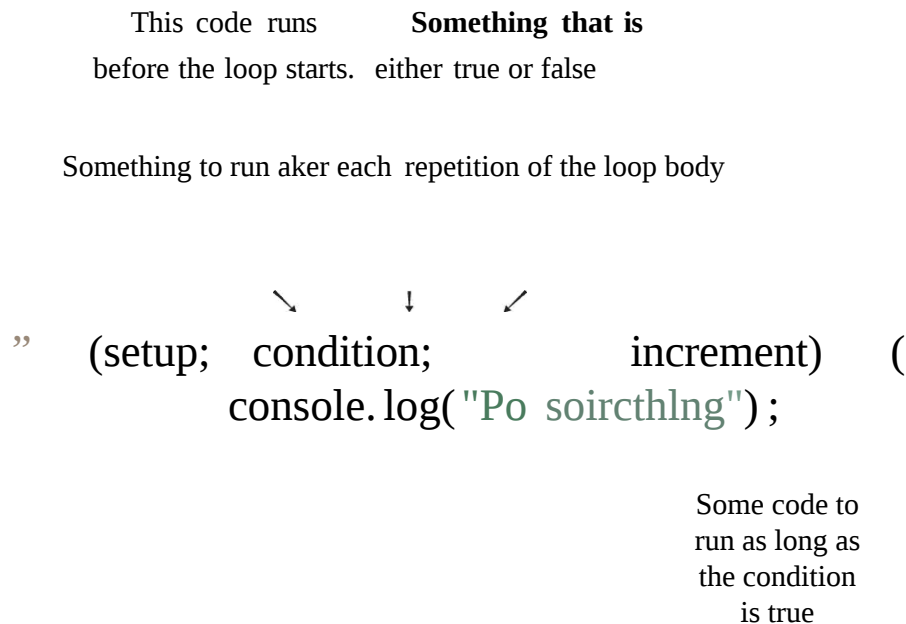 This code runs Something that is
before the loop starts. either true or false
Something to run aker each repetition of the loop body
” (setup; condition; increment) (
console. log( "Po soircthlng") ;
Some code to
run as long as
the condition
is true